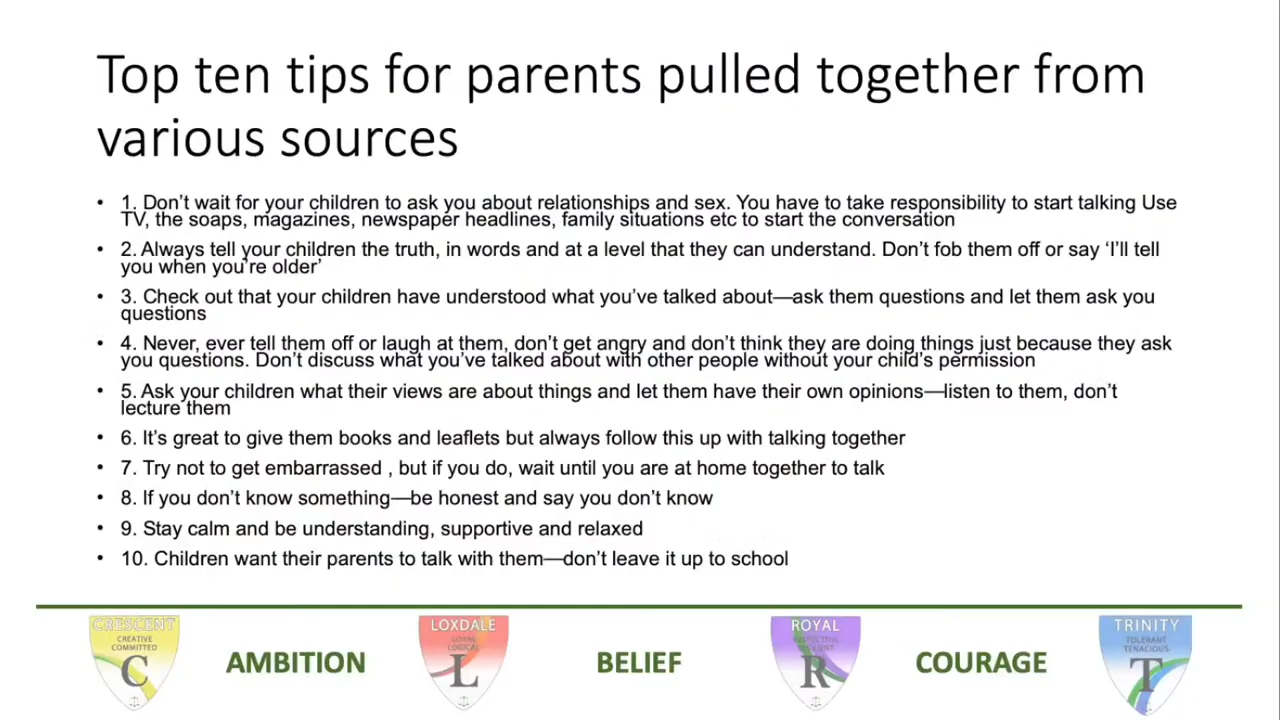 Top ten tips for parents pulled together from
various sources
• 1. Don’t wait for your children to ask you about relationships and sex. You have to take responsibility to start talking Use
TV, the soaps, magazines, newspaper headlines, family situations etc to start the conversation
• 2. Always tell your children the truth, in words and at a level that they can understand. Don’t fob them off or say ‘I’ll tell
you when you’re older’
• 3. Check out that your children have understood what you’ve talked about—ask them questions and let them ask you
questions
• 4. Never, ever tell them off or laugh at them, don’t get angry and don’t think they are doing things just because they ask
you questions. Don’t discuss what you’ve talked about with other people without your child’s permission
• 5. Ask your children what their views are about things and let them have their own opinions—listen to them, don’t
lecture them
• 6. It’s great to give them books and leaflets but always follow this up with talking together
• 7. Try not to get embarrassed , but if you do, wait until you are at home together to talk
• 8. If you don’t know something—be honest and say you don’t know
• 9. Stay calm and be understanding, supportive and relaxed
• 10. Children want their parents to talk with them—don’t leave it up to school
CRESCENT
CREATIVE
COMMITTED
C
AMBITION
LOXDALE
LOYAL
LOGICAL
L
BELIEF
ROYAL
RESILIENT
R
COURAGE
TRINITY
TOLERANT
TENACIOUS
T